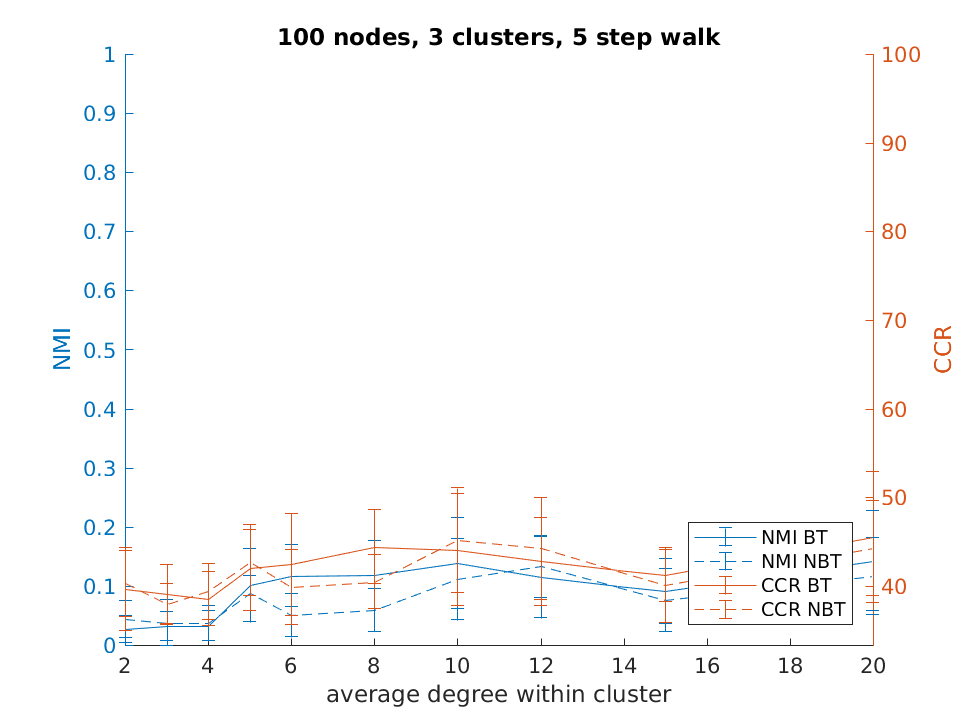 100 nodes, 3 clusters, 5 step walk
1
0.9
0.8
0.7
0.6
0.5
0.4
0.3
0.2
0.1
0
NMI
100
90
80
70
60
50
40
CCR
NMI BT
NMI NBT
CCR BT
CCR NBT
2 4 6 8 10 12 14 16 18 20
average degree within cluster